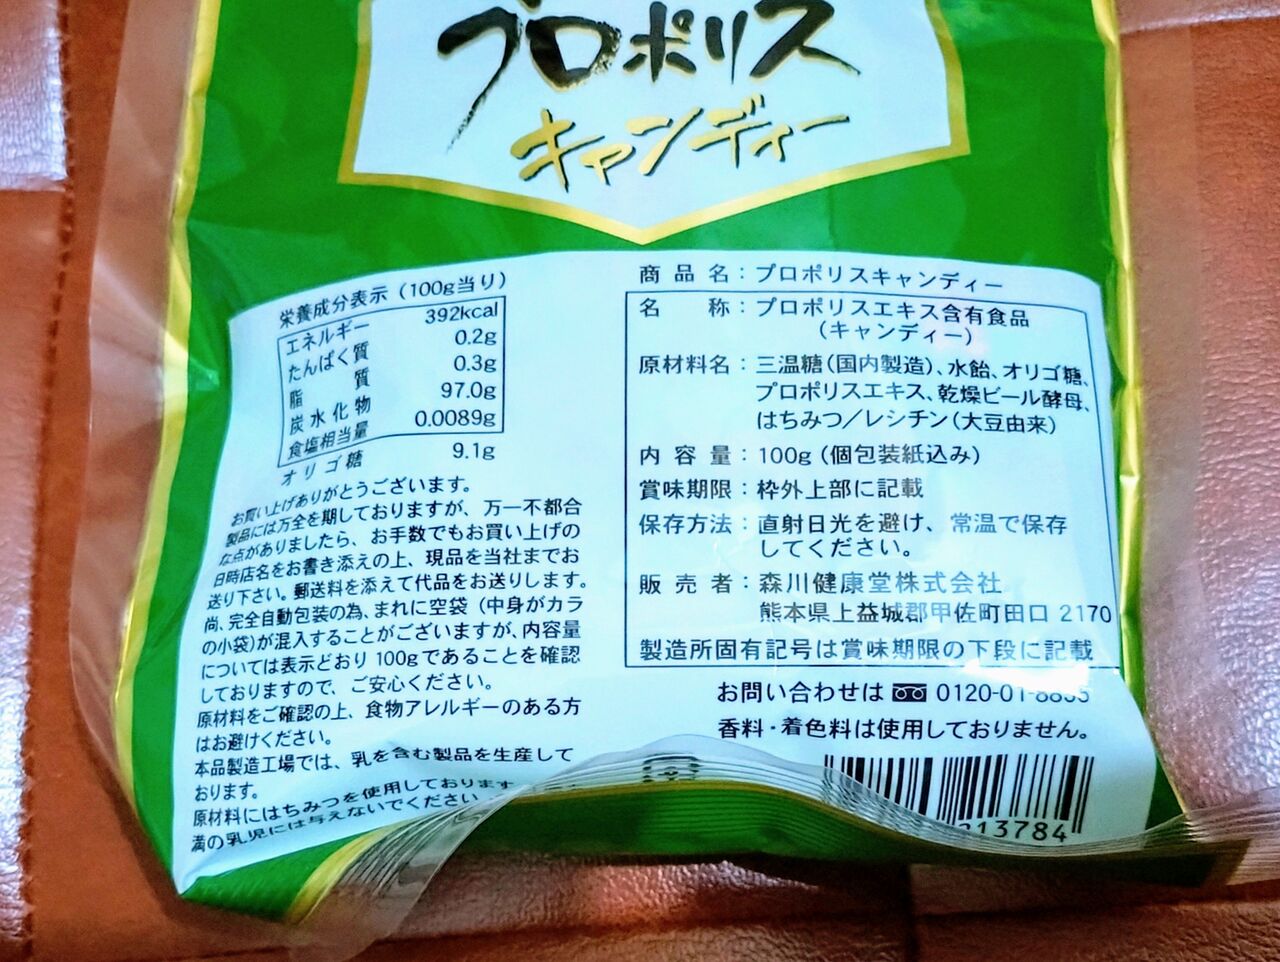 プロポリス
キャンディー
栄養成分表示（100g当り）
エネルギー 392kcal
たんぱく質 0.2g
脂質 0.3g
炭水化物 97.0g
食塩相当量 0.0089g
オリゴ糖 9.1g
お買い上げありがとうございます。
製品には万全を期しておりますが、万一不都合
な点がありましたら、お手数でもお買い上げの
日時店名をお書き添えの上、現品を当社までお
送り下さい。郵送料を添えて代品をお送りします。
尚、完全自動包装の為、まれに空袋（中身がカラ
の小袋）が混入することがございますが、内容量
については表示どおり100gであることを確認
しておりますので、ご安心ください。
原材料をご確認の上、食物アレルギーのある方
はお避けください。
本品製造工場では、乳を含む製品を生産して
おります。
原材料にはちみつを使用しております
満の乳児には与えないでください
商品名：プロポリスキャンディー
名称：プロポリスエキス含有食品
（キャンディー）
原材料名：三温糖（国内製造）、水飴、オリゴ糖、
プロポリスエキス、乾燥ビール酵母、
はちみつ／レシチン（大豆由来）
内容量：100g（個包装紙込み）
賞味期限：枠外上部に記載
保存方法：直射日光を避け、常温で保存
してください。
販売者：森川健康堂株式会社
熊本県上益城郡甲佐町田口 2170
製造所固有記号は賞味期限の下段に記載
お問い合わせは 0120-01-8835
香料・着色料は使用しておりません。
213784